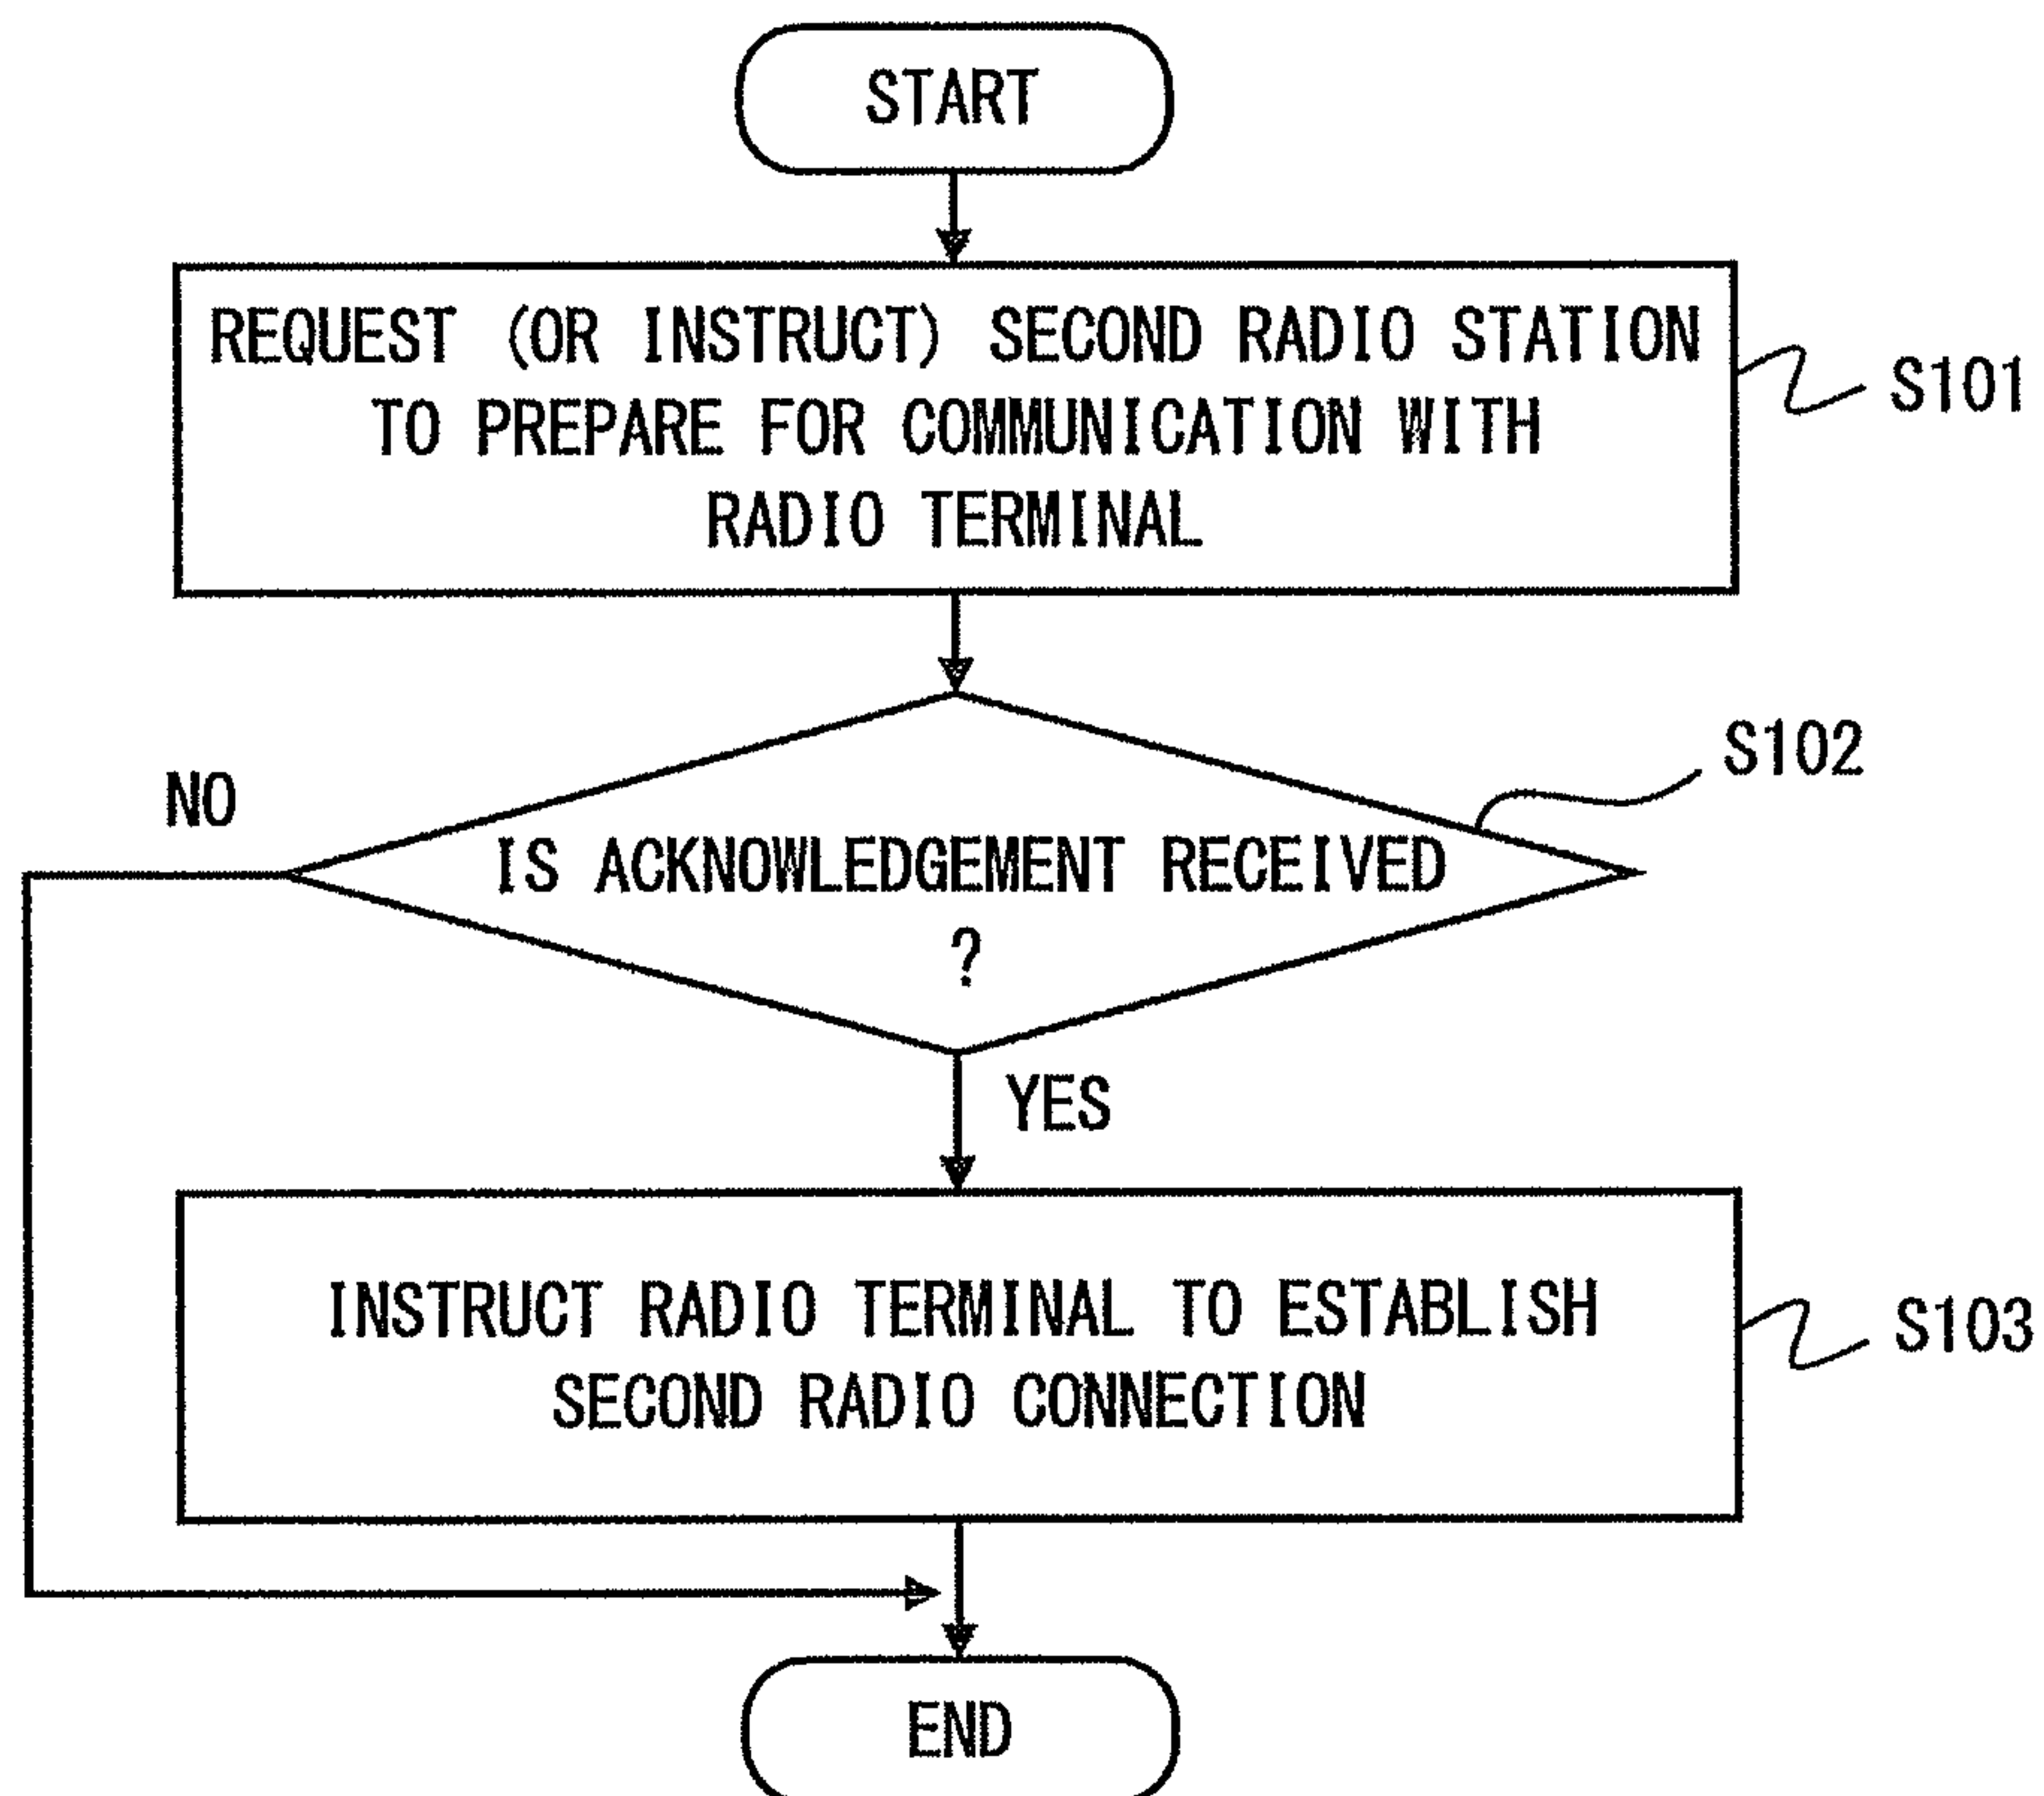 START
REQUEST (OR INSTRUCT) SECOND RADIO STATION
TO PREPARE FOR COMMUNICATION WITH
RADIO TERMINAL
S101
S102
NO
IS ACKNOWLEDGEMENT RECEIVED
?
YES
INSTRUCT RADIO TERMINAL TO ESTABLISH
SECOND RADIO CONNECTION
S103
END